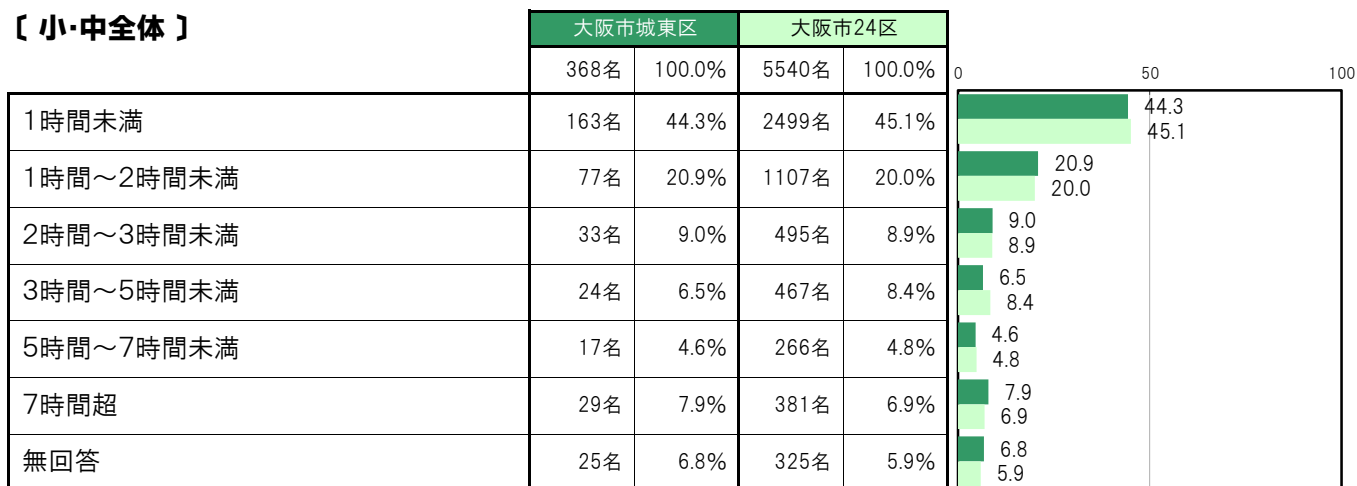 〔 小・中全体 〕
大阪市城東区 大阪市24区
368名 100.0% 5540名 100.0% 0 50 100
1時間未満 163名 44.3% 2499名 45.1% 44.3
45.1
1時間～2時間未満 77名 20.9% 1107名 20.0% 20.9
20.0
2時間～3時間未満 33名 9.0% 495名 8.9% 9.0
8.9
3時間～5時間未満 24名 6.5% 467名 8.4% 6.5
8.4
5時間～7時間未満 17名 4.6% 266名 4.8% 4.6
4.8
7時間超 29名 7.9% 381名 6.9% 7.9
6.9
無回答 25名 6.8% 325名 5.9% 6.8
5.9